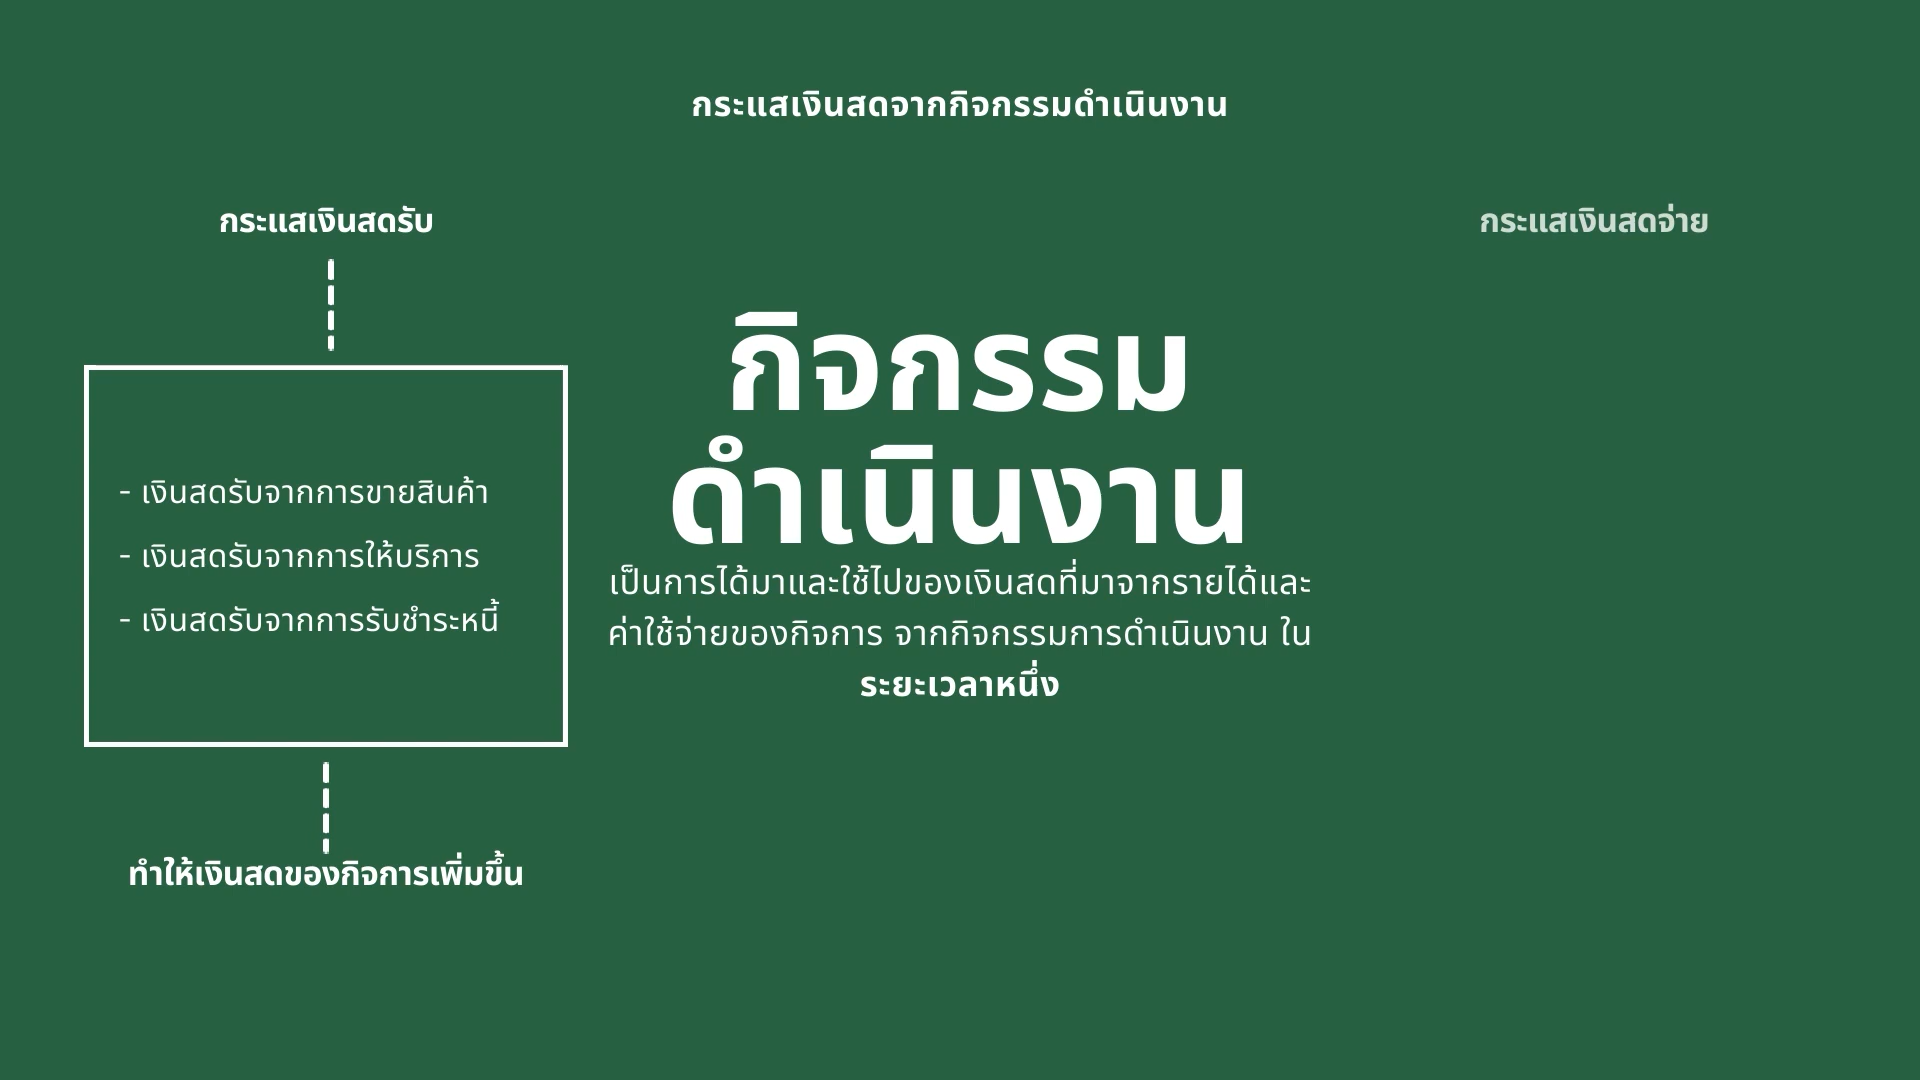 กระแสเงินสดจากกิจกรรมดำเนินงาน
กระแสเงินสดรับ
กระแสเงินสดจ่าย
กิจกรรม
ดำเนินงาน
- เงินสดรับจากการขายสินค้า
- เงินสดรับจากการให้บริการ
- เงินสดรับจากการรับชำระหนี้
เป็นการได้มาและใช้ไปของเงินสดที่มาจากรายได้และ
ค่าใช้จ่ายของกิจการ จากกิจกรรมการดำเนินงาน ใน
ระยะเวลาหนึ่ง
ทำให้เงินสดของกิจการเพิ่มขึ้น